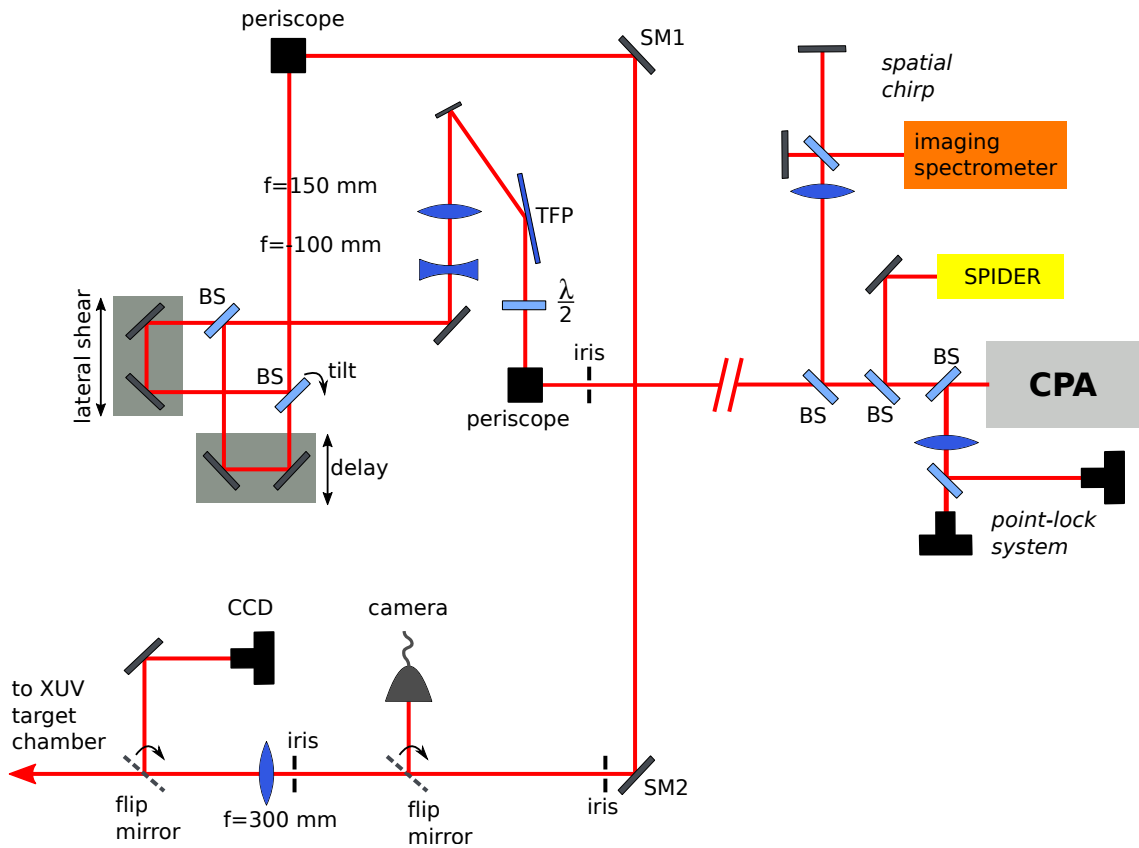 periscope
SM1
spatial
chirp
imaging
spectrometer
f=150 mm
TFP
f=-100 mm
SPIDER
BS
λ
2
lateral shear
BS
tilt
iris
BS
CPA
periscope
BS
BS
delay
point-lock
system
CCD
camera
to XUV
target
chamber
iris
flip
mirror
f=300 mm
flip
mirror
iris
SM2